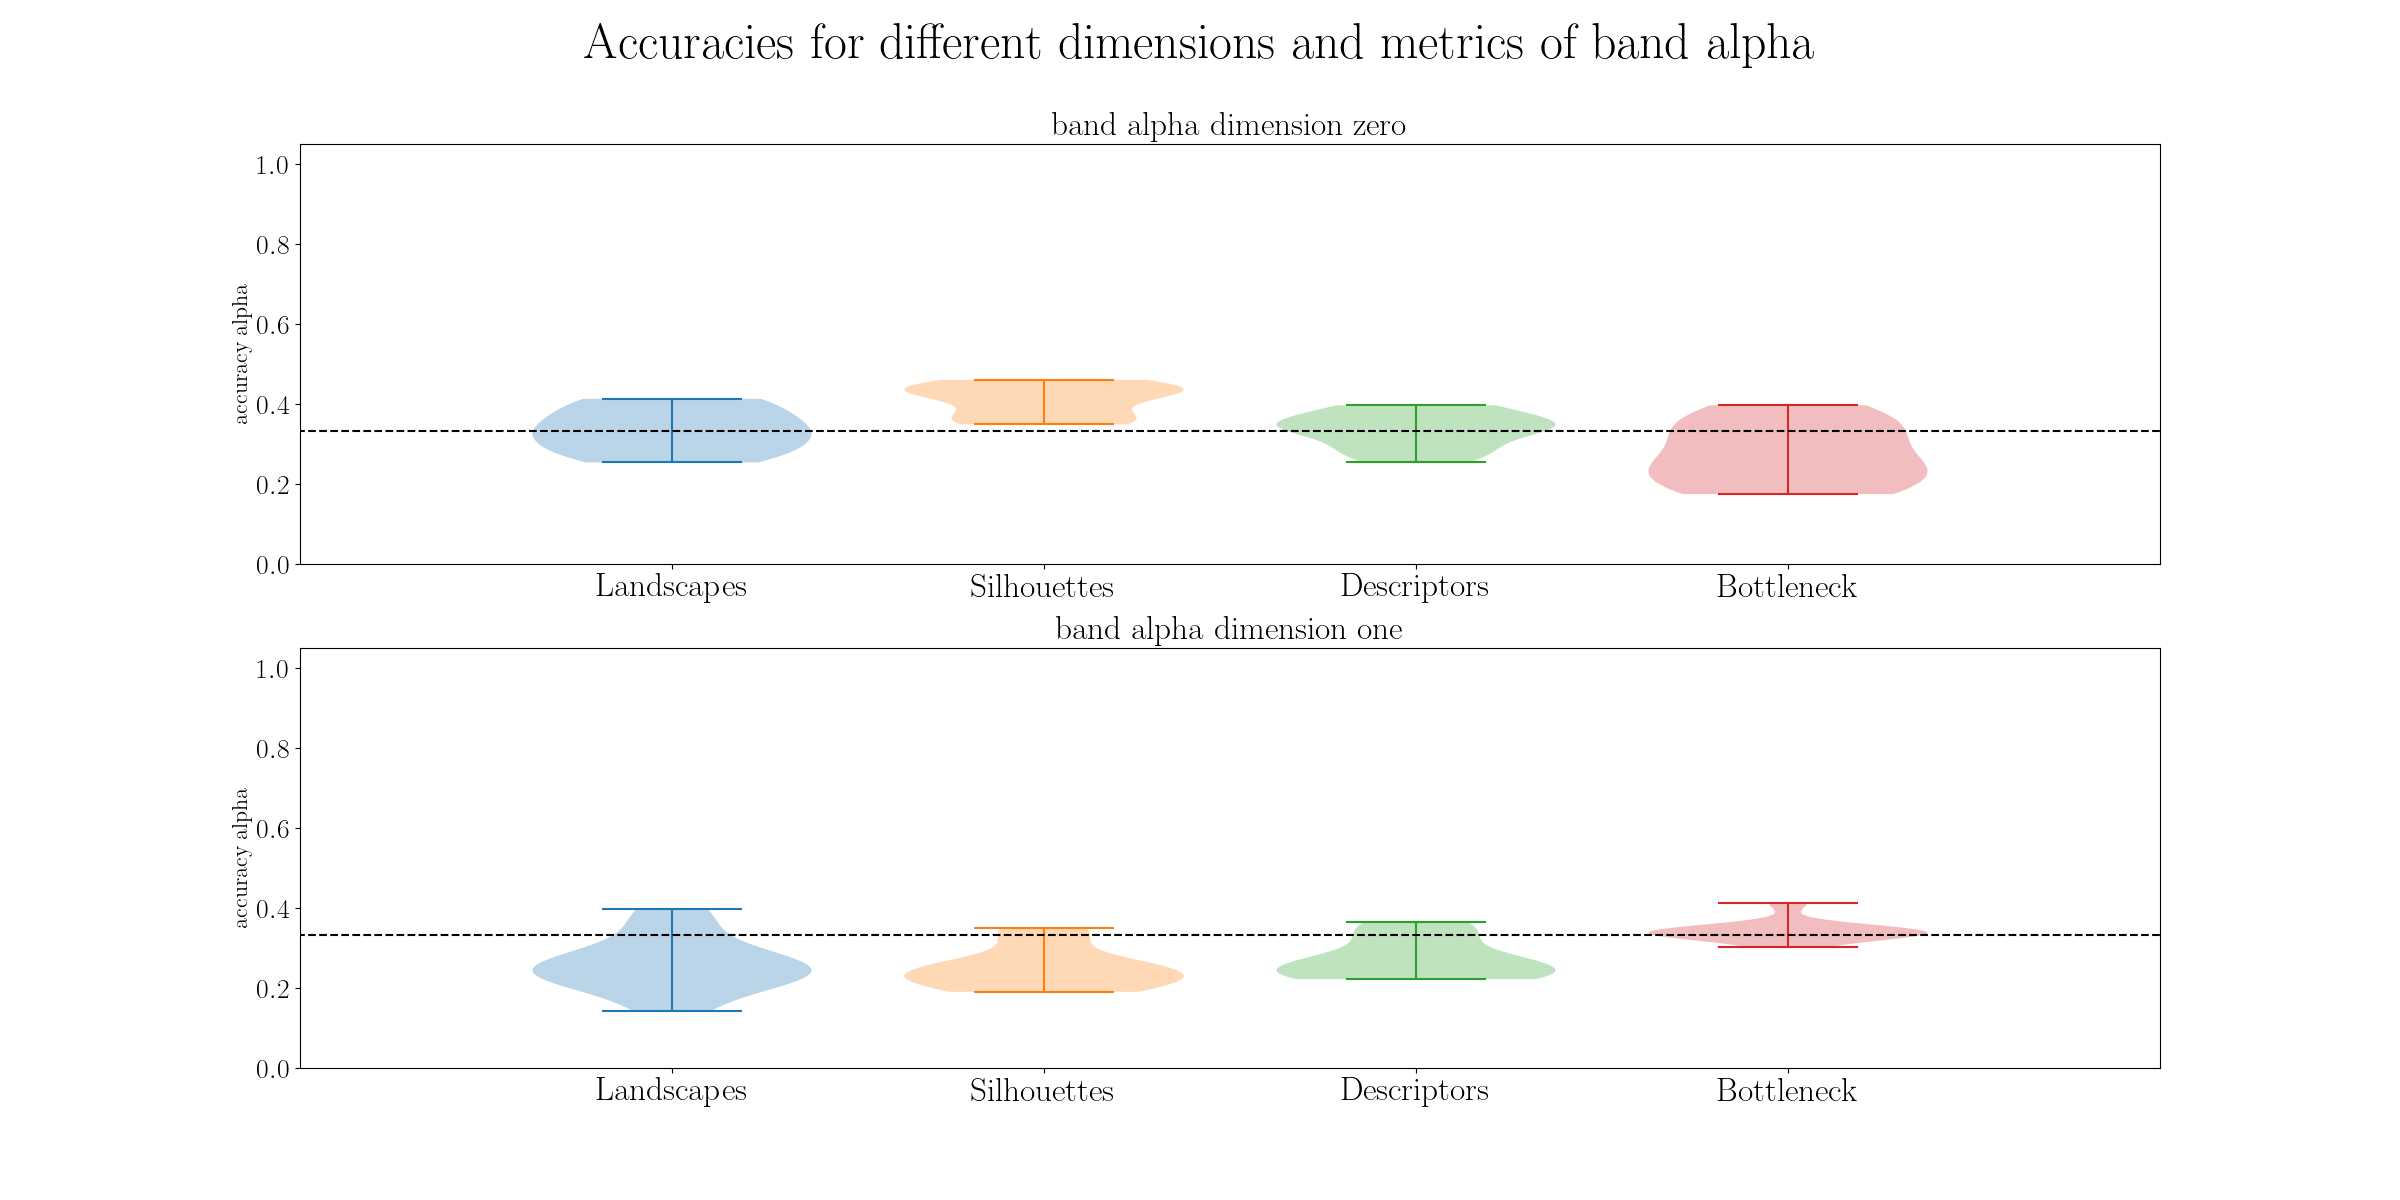 Accuracies for different dimensions and metrics of band alpha
band alpha dimension zero
accuracy alpha
1.0
0.8
0.6
0.4
0.2
0.0
Landscapes Silhouettes Descriptors Bottleneck
band alpha dimension one
accuracy alpha
1.0
0.8
0.6
0.4
0.2
0.0
Landscapes Silhouettes Descriptors Bottleneck